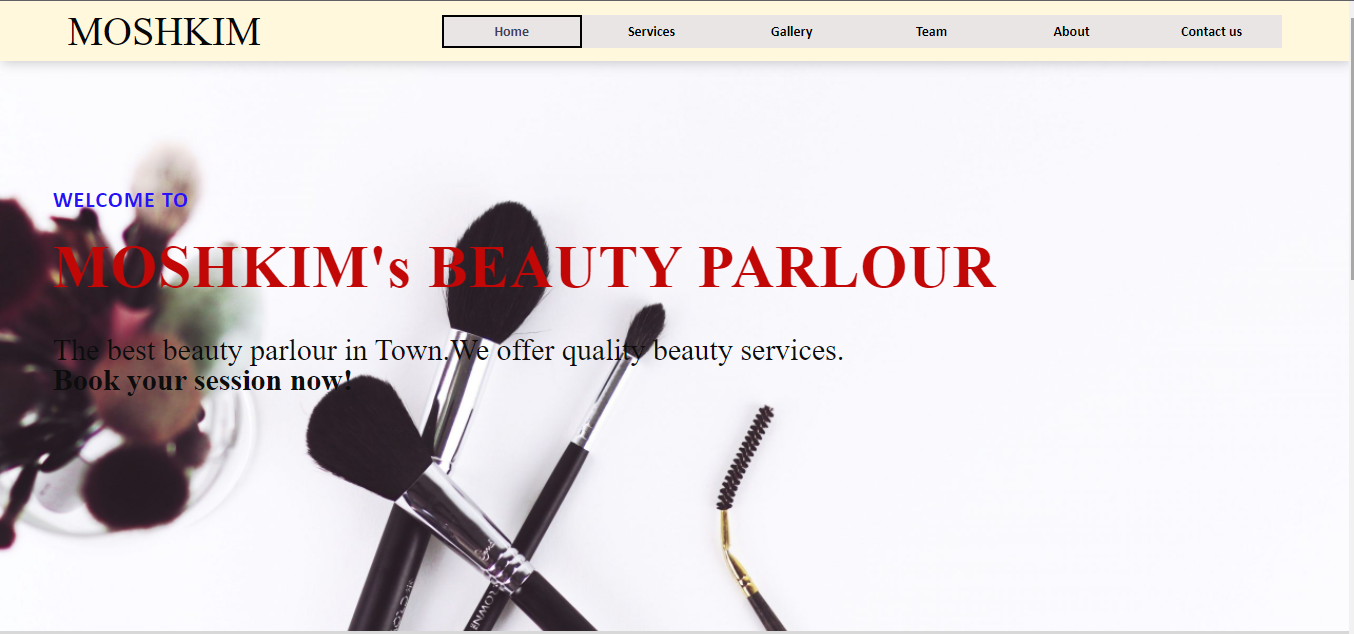 MOSHKIM
Home Services Gallery Team About Contact us
WELCOME TO
MOSHKIM's BEAUTY PARLOUR
The best beauty parlour in Town.We offer quality beauty services.
Book your session now!